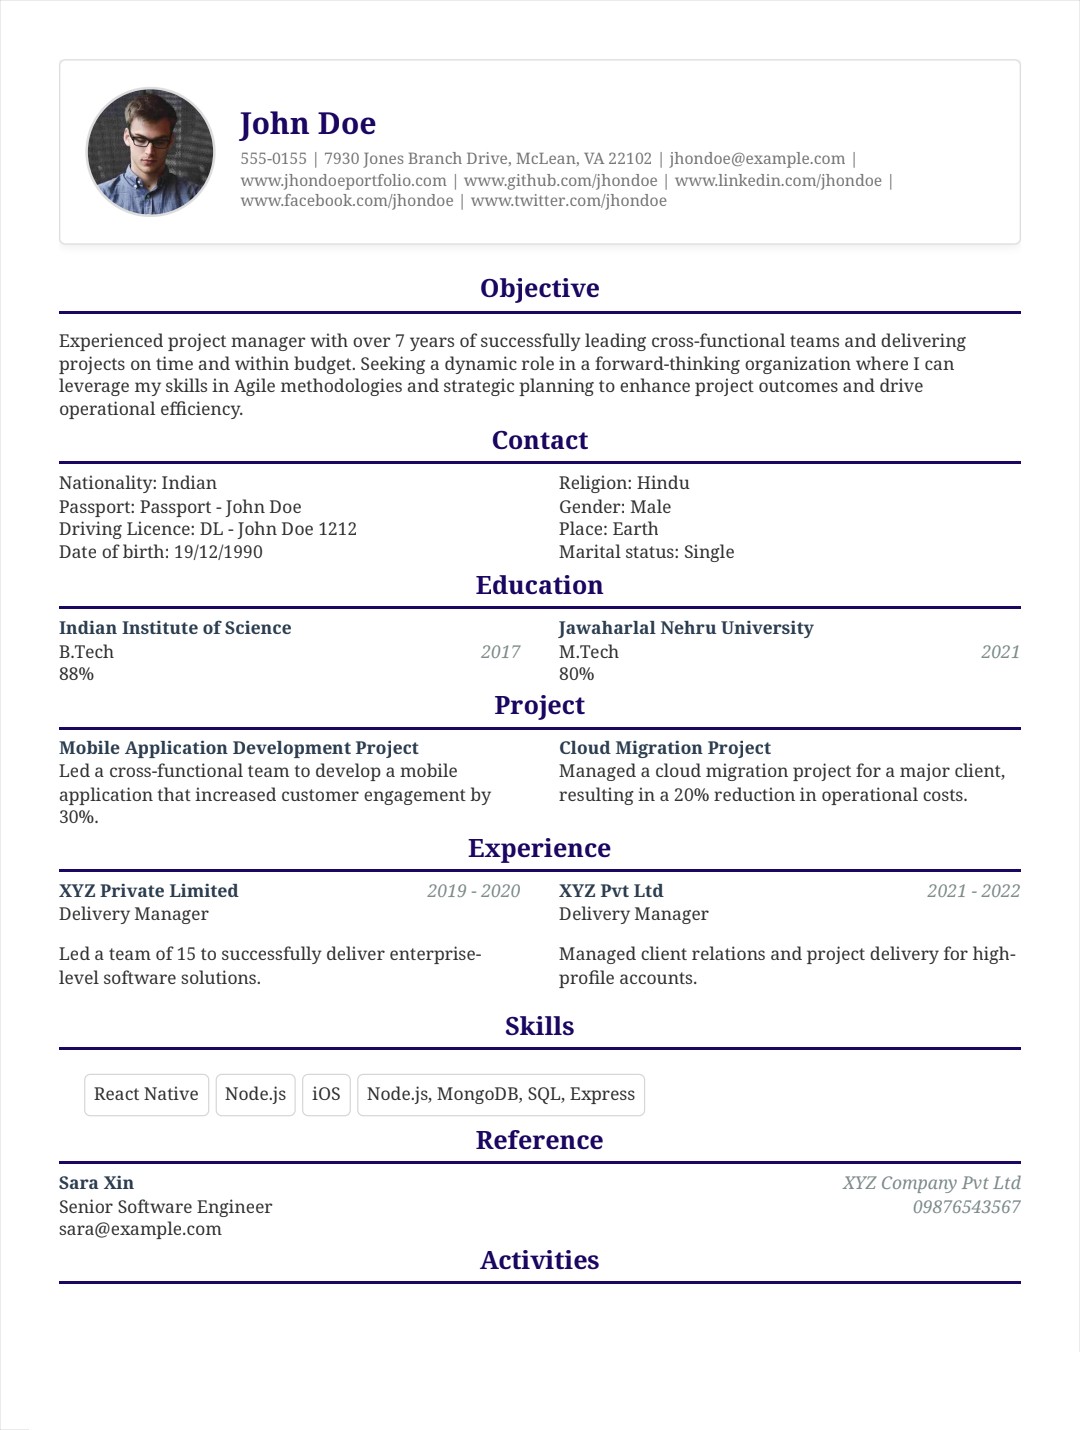 John Doe
555-0155 | 7930 Jones Branch Drive, McLean, VA 22102 | jhondoe@example.com |
www.jhondoeportfolio.com | www.github.com/jhondoe | www.linkedin.com/jhondoe |
www.facebook.com/jhondoe | www.twitter.com/jhondoe
Objective
Experienced project manager with over 7 years of successfully leading cross-functional teams and delivering
projects on time and within budget. Seeking a dynamic role in a forward-thinking organization where I can
leverage my skills in Agile methodologies and strategic planning to enhance project outcomes and drive
operational efficiency.
Contact
Nationality: Indian
Passport: Passport - John Doe
Driving Licence: DL - John Doe 1212
Date of birth: 19/12/1990
Religion: Hindu
Gender: Male
Place: Earth
Marital status: Single
Education
Indian Institute of Science
B.Tech 2017
88%
Jawaharlal Nehru University
M.Tech 2021
80%
Project
Mobile Application Development Project
Led a cross-functional team to develop a mobile
application that increased customer engagement by
30%.
Cloud Migration Project
Managed a cloud migration project for a major client,
resulting in a 20% reduction in operational costs.
Experience
XYZ Private Limited 2019 - 2020
Delivery Manager
Led a team of 15 to successfully deliver enterprise-
level software solutions.
XYZ Pvt Ltd 2021 - 2022
Delivery Manager
Managed client relations and project delivery for high-
profile accounts.
Skills
React Native Node.js iOS Node.js, MongoDB, SQL, Express
Reference
Sara Xin XYZ Company Pvt Ltd
Senior Software Engineer 09876543567
sara@example.com
Activities